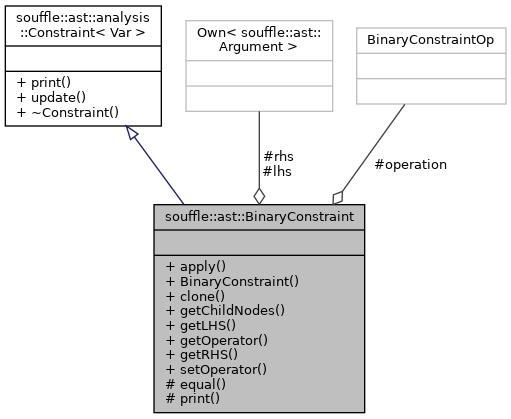 souffle::ast::analysis
::Constraint< Var >
+ print()
+ update()
+ ~Constraint()
Own< souffle::ast::
Argument >
BinaryConstraintOp
#rhs
#lhs
#operation
souffle::ast::BinaryConstraint
+ apply()
+ BinaryConstraint()
+ clone()
+ getChildNodes()
+ getLHS()
+ getOperator()
+ getRHS()
+ setOperator()
# equal()
# print()